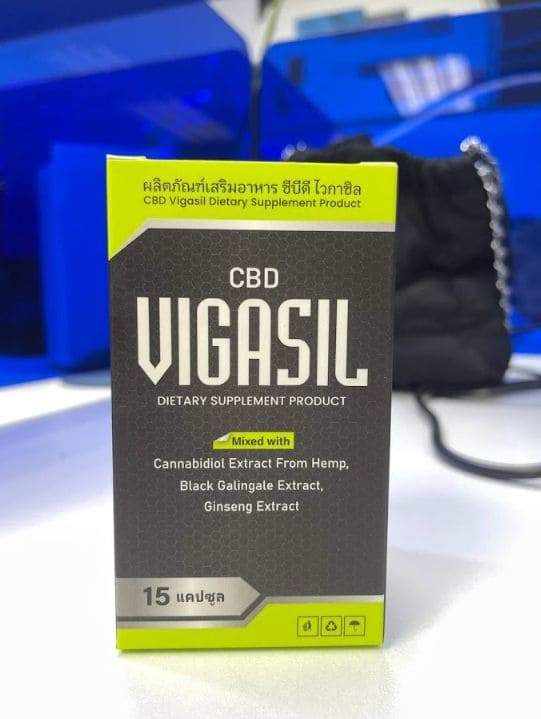 ผลิตภัณฑ์เสริมอาหาร ซีบีดี ไวกาซิล
CBD Vigasil Dietary Supplement Product
CBD
VIGASIL
DIETARY SUPPLEMENT PRODUCT
Mixed with
Cannabidiol Extract From Hemp,
Black Galingale Extract,
Ginseng Extract
15 แคปซูล